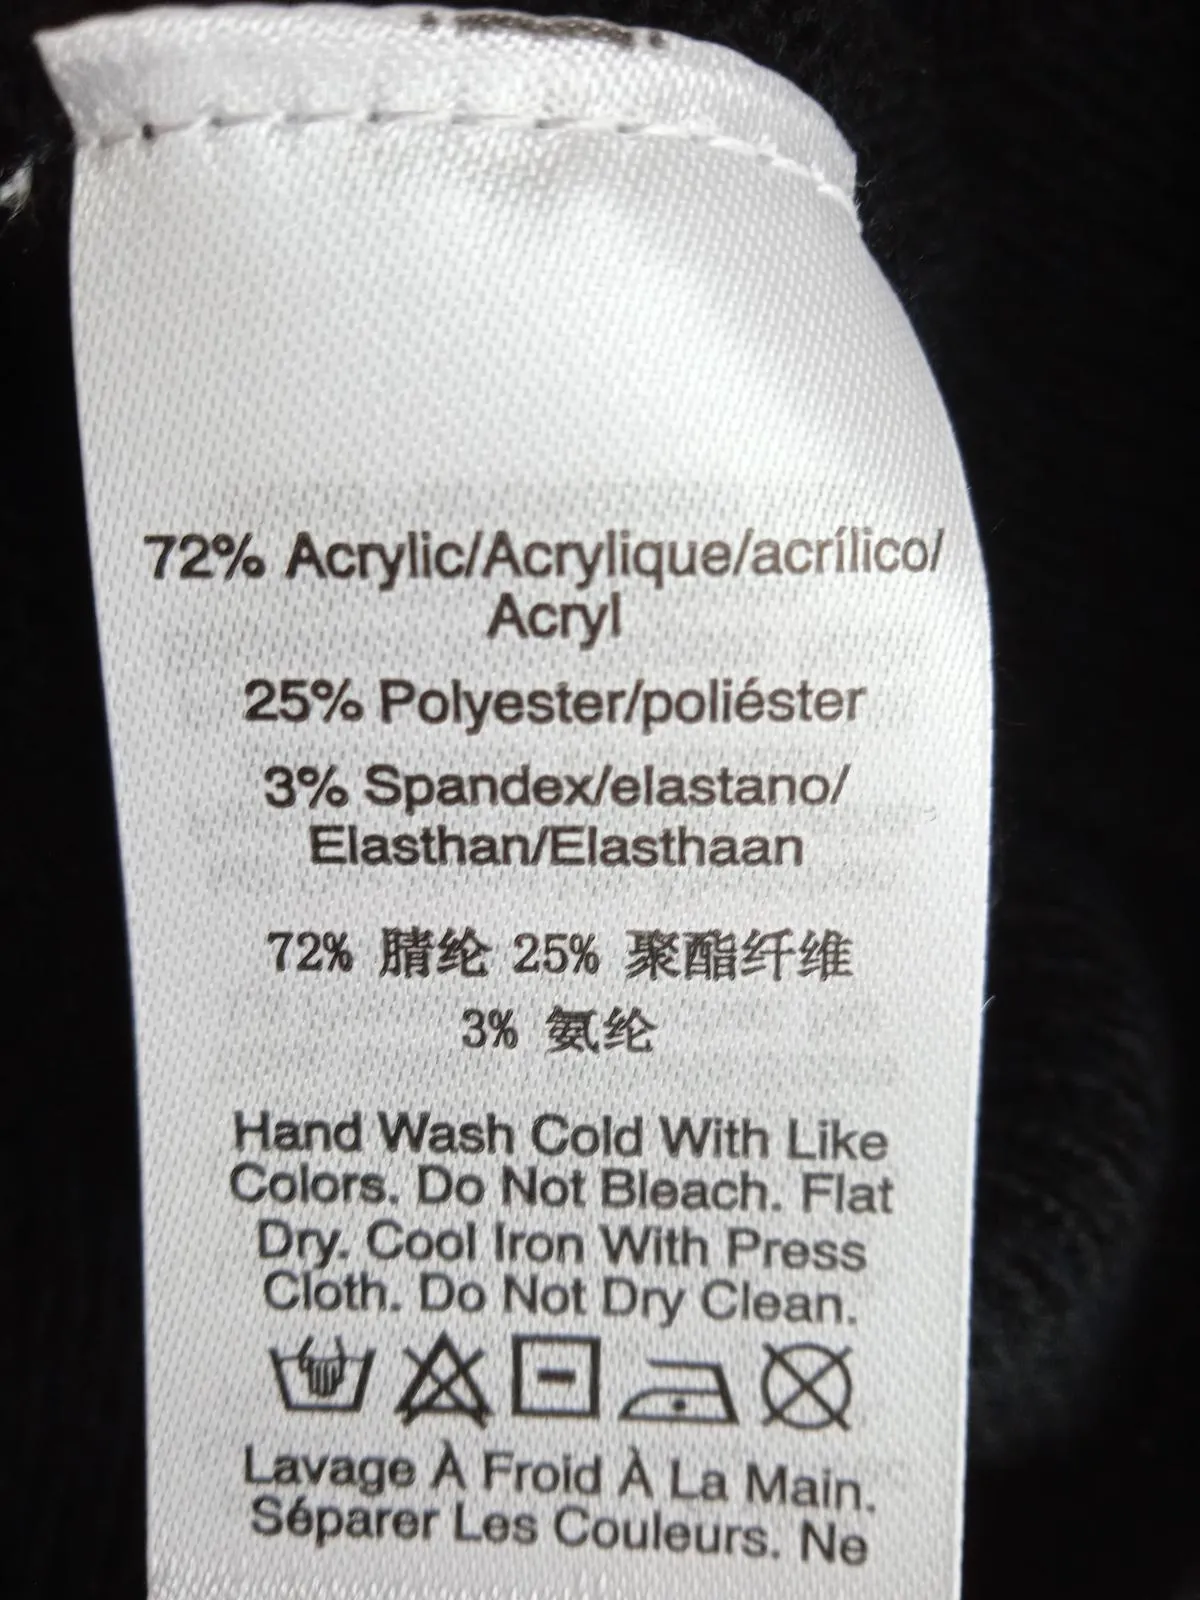 72% Acrylic/Acrylique/acrílico/
Acryl
25% Polyester/poliéster
3% Spandex/elastano/
Elasthan/Elasthaan
72% 腈纶 25% 聚酯纤维
3% 氨纶
Hand Wash Cold With Like
Colors. Do Not Bleach. Flat
Dry. Cool Iron With Press
Cloth. Do Not Dry Clean.
Lavage À Froid À La Main.
Séparer Les Couleurs. Ne